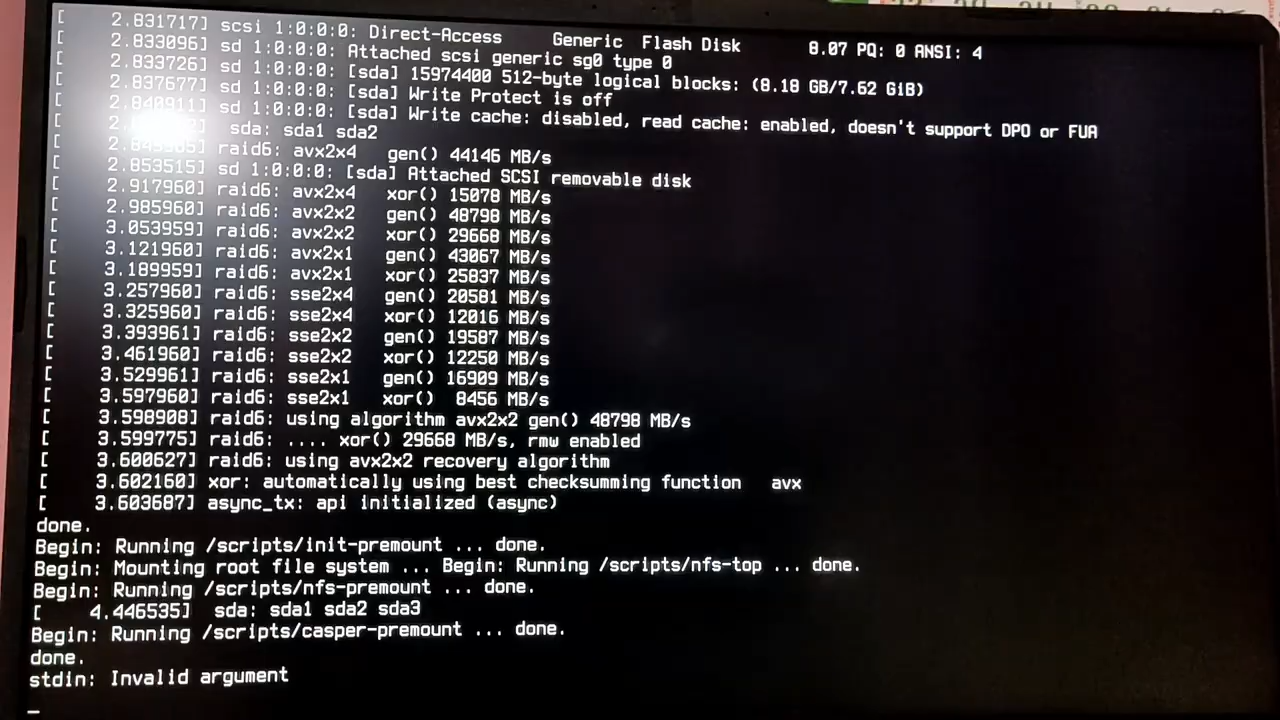 [    2.831717] scsi 1:0:0:0: Direct-Access     Generic  Flash Disk       8.07 PQ: 0 ANSI: 4
[    2.833096] sd 1:0:0:0: Attached scsi generic sg0 type 0
[    2.833726] sd 1:0:0:0: [sda] 15974400 512-byte logical blocks: (8.18 GB/7.62 GiB)
[    2.837677] sd 1:0:0:0: [sda] Write Protect is off
[    2.840911] sd 1:0:0:0: [sda] Write cache: disabled, read cache: enabled, doesn't support DPO or FUA
[ sda: sda1 sda2
[ raid6: avx2x4   gen() 44146 MB/s
[    2.853515] sd 1:0:0:0: [sda] Attached SCSI removable disk
[    2.917960] raid6: avx2x4   xor() 15078 MB/s
[    2.985960] raid6: avx2x2   gen() 48798 MB/s
[    3.053959] raid6: avx2x2   xor() 29668 MB/s
[    3.121960] raid6: avx2x1   gen() 43067 MB/s
[    3.189959] raid6: avx2x1   xor() 25837 MB/s
[    3.257960] raid6: sse2x4   gen() 20581 MB/s
[    3.325960] raid6: sse2x4   xor() 12016 MB/s
[    3.393961] raid6: sse2x2   gen() 19587 MB/s
[    3.461960] raid6: sse2x2   xor() 12250 MB/s
[    3.529961] raid6: sse2x1   gen() 16909 MB/s
[    3.597960] raid6: sse2x1   xor()  8456 MB/s
[    3.598908] raid6: using algorithm avx2x2 gen() 48798 MB/s
[    3.599775] raid6: .... xor() 29668 MB/s, rmw enabled
[    3.600627] raid6: using avx2x2 recovery algorithm
[    3.602160] xor: automatically using best checksumming function   avx
[    3.603687] async_tx: api initialized (async)
done.
Begin: Running /scripts/init-premount ... done.
Begin: Mounting root file system ... Begin: Running /scripts/nfs-top ... done.
Begin: Running /scripts/nfs-premount ... done.
[    4.446535]  sda: sda1 sda2 sda3
Begin: Running /scripts/casper-premount ... done.
done.
stdin: Invalid argument
_